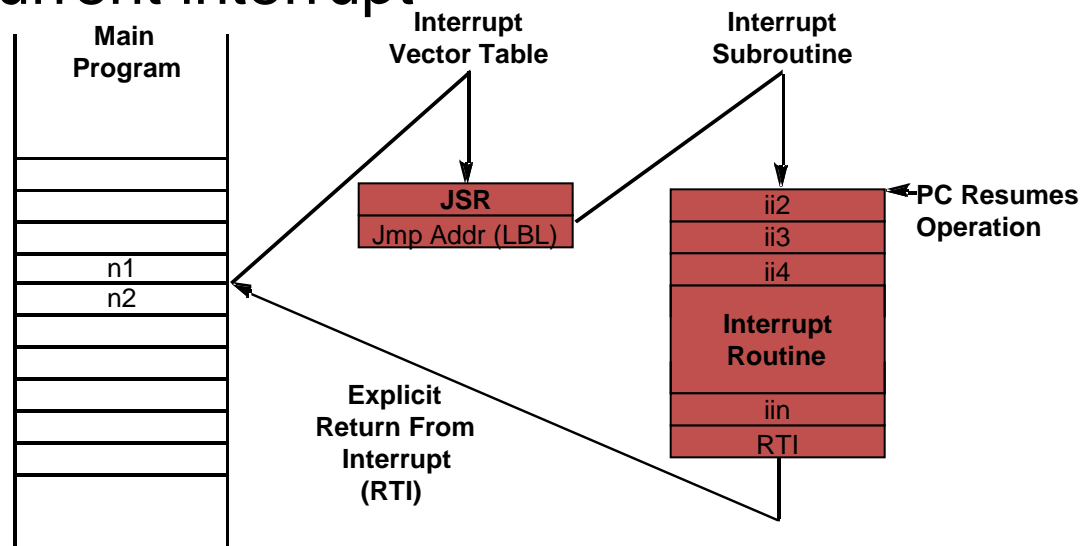 Main
Program
n1
n2
Interrupt
Vector Table
JSR
Jmp Addr (LBL)
Interrupt
Subroutine
ii2
ii3
ii4
Interrupt
Routine
iin
RTI
PC Resumes
Operation
Explicit
Return From
Interrupt
(RTI)